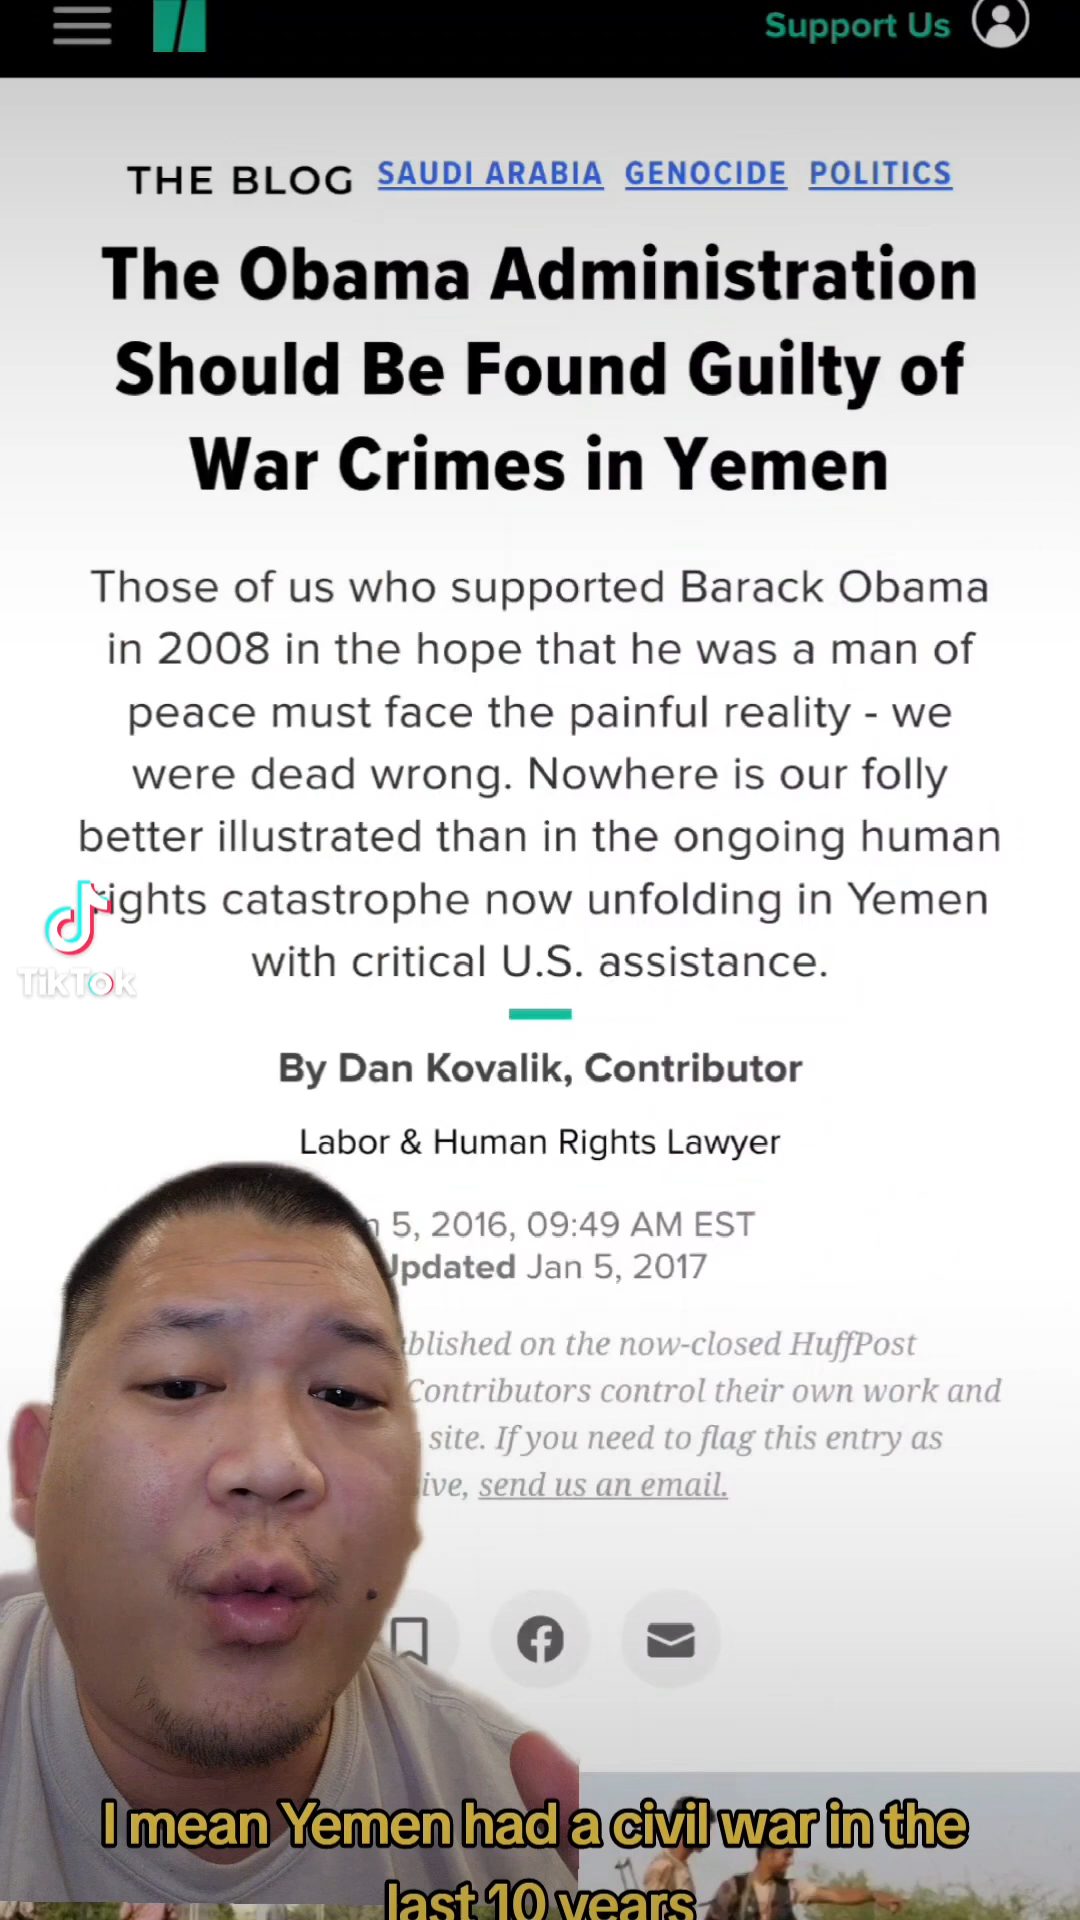 Support Us
THE BLOG SAUDI ARABIA GENOCIDE POLITICS
The Obama Administration
Should Be Found Guilty of
War Crimes in Yemen
Those of us who supported Barack Obama
in 2008 in the hope that he was a man of
peace must face the painful reality - we
were dead wrong. Nowhere is our folly
better illustrated than in the ongoing human
rights catastrophe now unfolding in Yemen
with critical U.S. assistance.
TikTok
By Dan Kovalik, Contributor
Labor & Human Rights Lawyer
5, 2016, 09:49 AM EST
Updated Jan 5, 2017
on the now-closed HuffPost
Contributors control their own work and
site. If you need to flag this entry as
send us an email.
I mean Yemen had a civil war in the
last 10 years